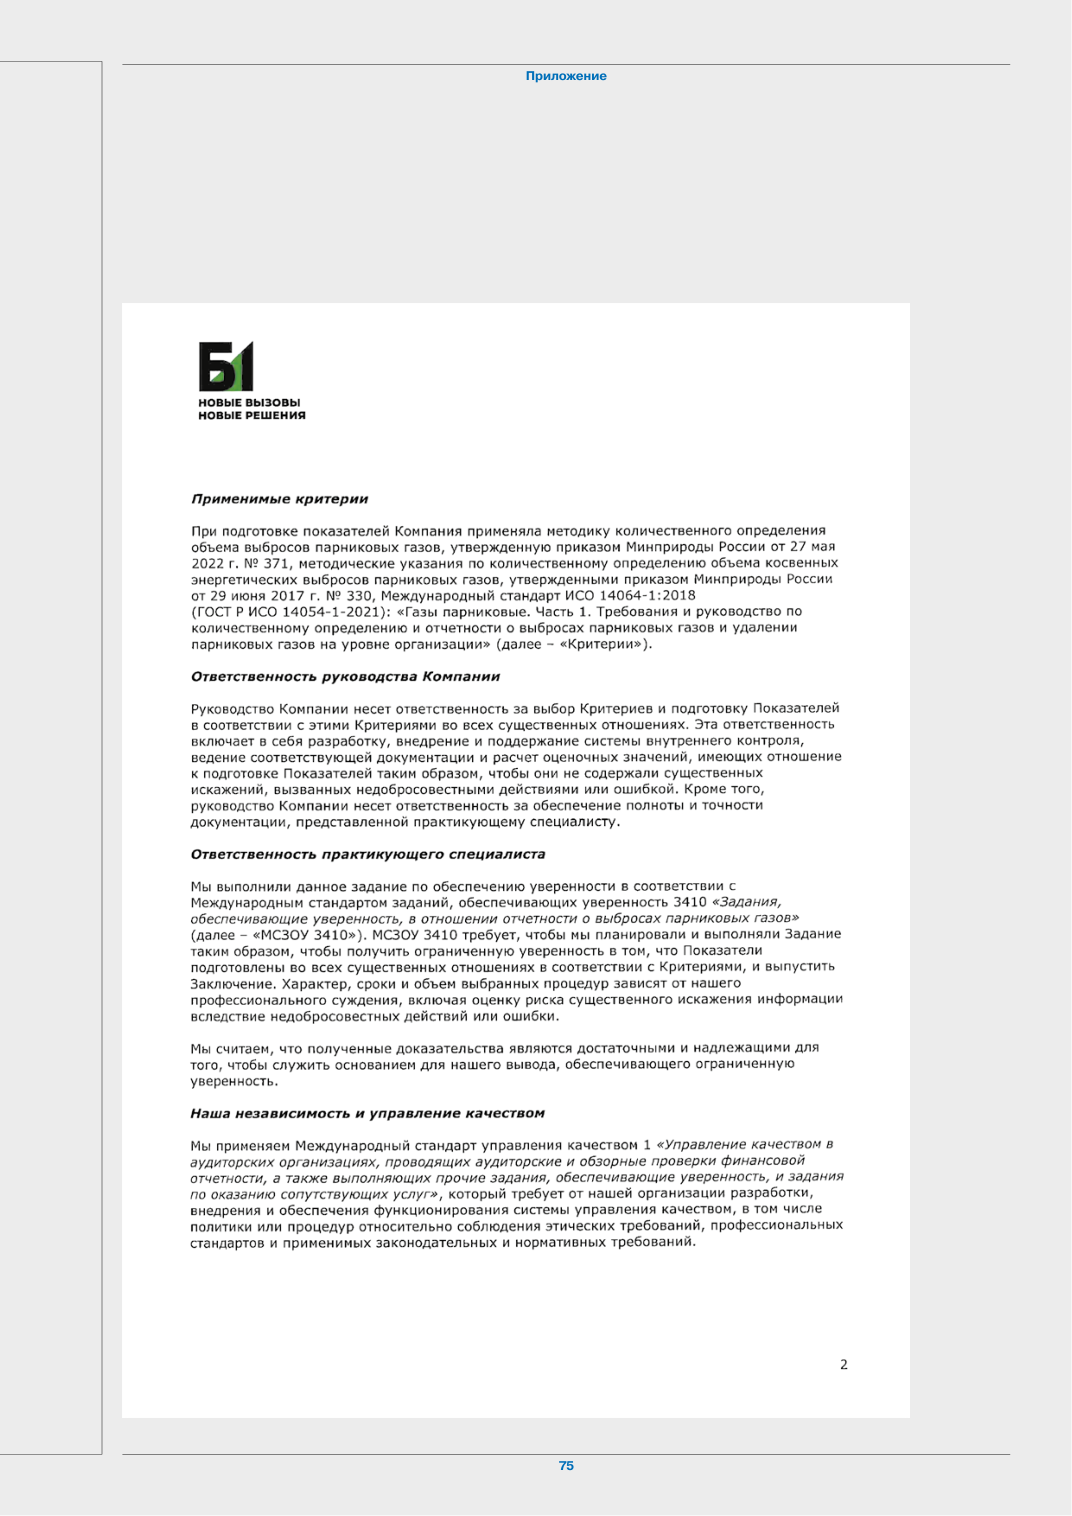 Приложение
Б1
НОВЫЕ ВЫЗОВЫ
НОВЫЕ РЕШЕНИЯ
Применимые критерии
При подготовке показателей Компания применяла методику количественного определения
объема выбросов парниковых газов, утвержденную приказом Минприроды России от 27 мая
2022 г. № 371, методические указания по количественному определению объема косвенных
энергетических выбросов парниковых газов, утвержденными приказом Минприроды России
от 29 июня 2017 г. № 330, Международный стандарт ИСО 14064-1:2018
(ГОСТ Р ИСО 14054-1-2021): «Газы парниковые. Часть 1. Требования и руководство по
количественному определению и отчетности о выбросах парниковых газов и удалении
парниковых газов на уровне организации» (далее – «Критерии»).
Ответственность руководства Компании
Руководство Компании несет ответственность за выбор Критериев и подготовку Показателей
в соответствии с этими Критериями во всех существенных отношениях. Эта ответственность
включает в себя разработку, внедрение и поддержание системы внутреннего контроля,
ведение соответствующей документации и расчет оценочных значений, имеющих отношение
к подготовке Показателей таким образом, чтобы они не содержали существенных
искажений, вызванных недобросовестными действиями или ошибкой. Кроме того,
руководство Компании несет ответственность за обеспечение полноты и точности
документации, представленной практикующему специалисту.
Ответственность практикующего специалиста
Мы выполнили данное задание по обеспечению уверенности в соответствии с
Международным стандартом заданий, обеспечивающих уверенность 3410 «Задания,
обеспечивающие уверенность, в отношении отчетности о выбросах парниковых газов»
(далее – «МСЗОУ 3410»). МСЗОУ 3410 требует, чтобы мы планировали и выполняли Задание
таким образом, чтобы получить ограниченную уверенность в том, что Показатели
подготовлены во всех существенных отношениях в соответствии с Критериями, и выпустить
Заключение. Характер, сроки и объем выбранных процедур зависят от нашего
профессионального суждения, включая оценку риска существенного искажения информации
вследствие недобросовестных действий или ошибки.
Мы считаем, что полученные доказательства являются достаточными и надлежащими для
того, чтобы служить основанием для нашего вывода, обеспечивающего ограниченную
уверенность.
Наша независимость и управление качеством
Мы применяем Международный стандарт управления качеством 1 «Управление качеством в
аудиторских организациях, проводящих аудиторские и обзорные проверки финансовой
отчетности, а также выполняющих прочие задания, обеспечивающие уверенность, и задания
по оказанию сопутствующих услуг», который требует от нашей организации разработки,
внедрения и обеспечения функционирования системы управления качеством, в том числе
политики или процедур относительно соблюдения этических требований, профессиональных
стандартов и применимых законодательных и нормативных требований.
2
75